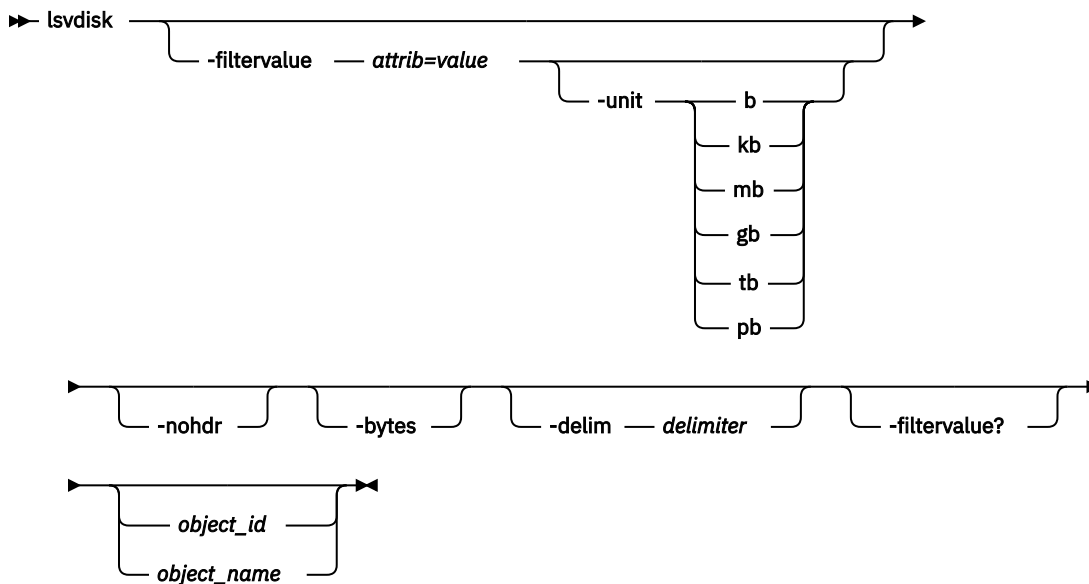 lsvdisk
-filtervalue attrib=value
-unit b
kb
mb
gb
tb
pb
-nohdr -bytes -delim delimiter -filtervalue?
object_id
object_name